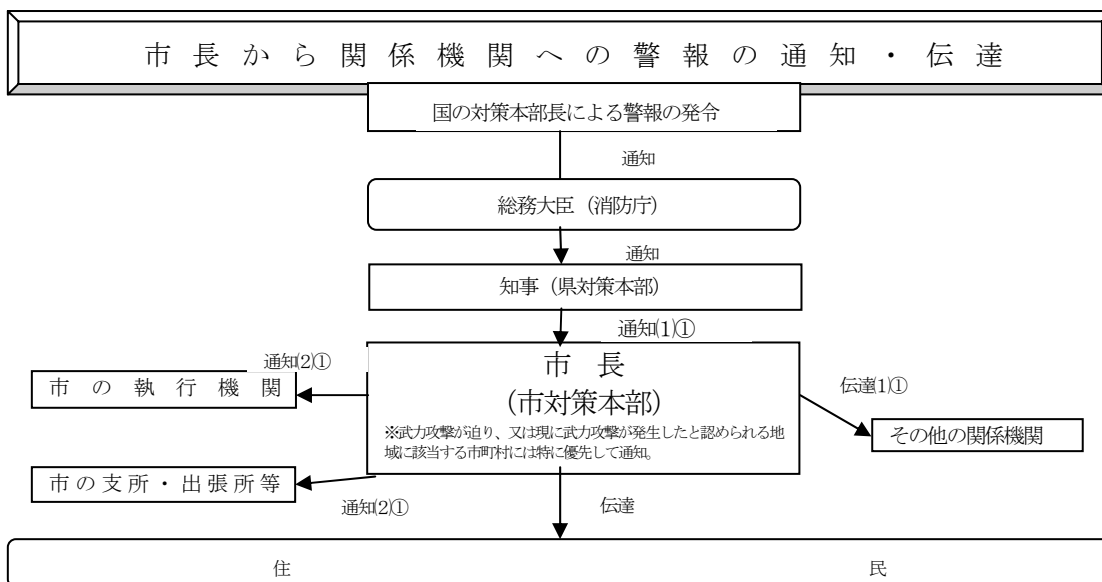 市長から関係機関への警報の通知・伝達
国の対策本部長による警報の発令
通知
総務大臣（消防庁）
通知
知事（県対策本部）
通知(1)①
市長
（市対策本部）
※武力攻撃が迫り、又は現に武力攻撃が発生したと認められる地
域に該当する市町村には特に優先して通知。
通知(2)①
市の執行機関
伝達(1)①
その他の関係機関
市の支所・出張所等
通知(2)①
伝達
住民